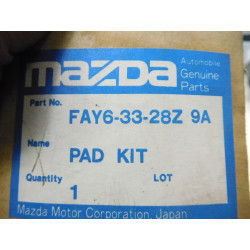 mazda
Automobile
Genuine
Parts
Part No.
FAY6-33-28Z 9A
Name
PAD KIT
Quantity
LOT
1
Mazda Motor Corporation, Japan